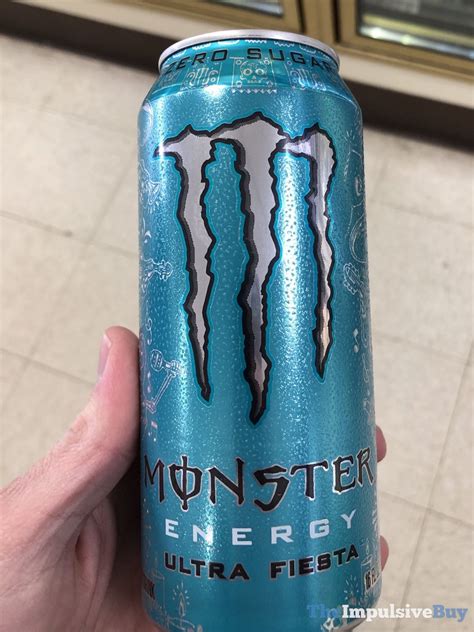 ZERO SUGAR
MONSTER
ENERGY
ULTRA FIESTA
TheImpulsiveBuy